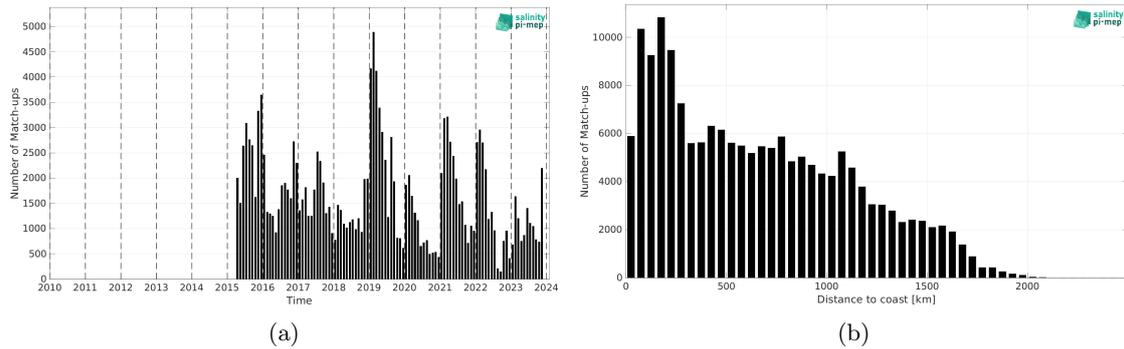 salinity
pi-mep
Number of Match-ups
5000
4500
4000
3500
3000
2500
2000
1500
1000
500
0
2010 2011 2012 2013 2014 2015 2016 2017 2018 2019 2020 2021 2022 2023 2024
Time
(a)
salinity
pi-mep
Number of Match-ups
10000
8000
6000
4000
2000
0
0 500 1000 1500 2000
Distance to coast [km]
(b)